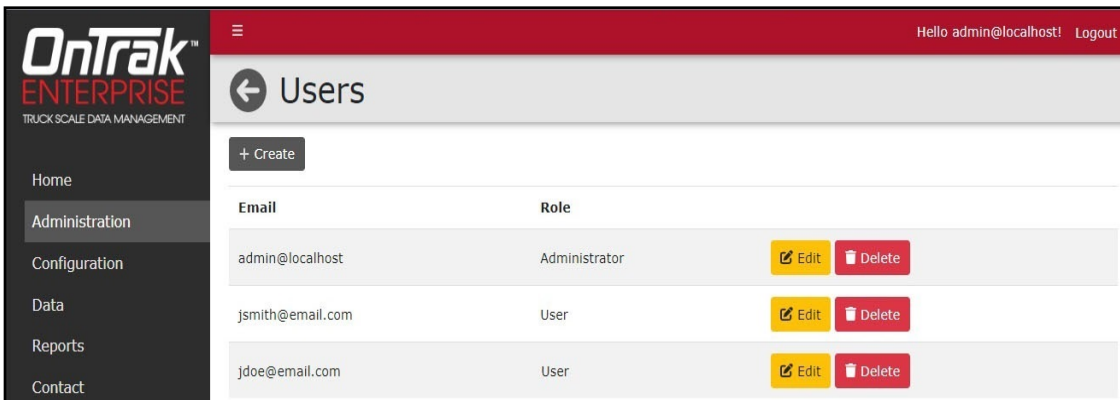 OnTrak™
ENTERPRISE
TRUCK SCALE DATA MANAGEMENT
Home
Administration
Configuration
Data
Reports
Contact
Hello admin@localhost! Logout
Users
+ Create
Email Role
admin@localhost Administrator Edit Delete
jsmith@email.com User Edit Delete
jdoe@email.com User Edit Delete